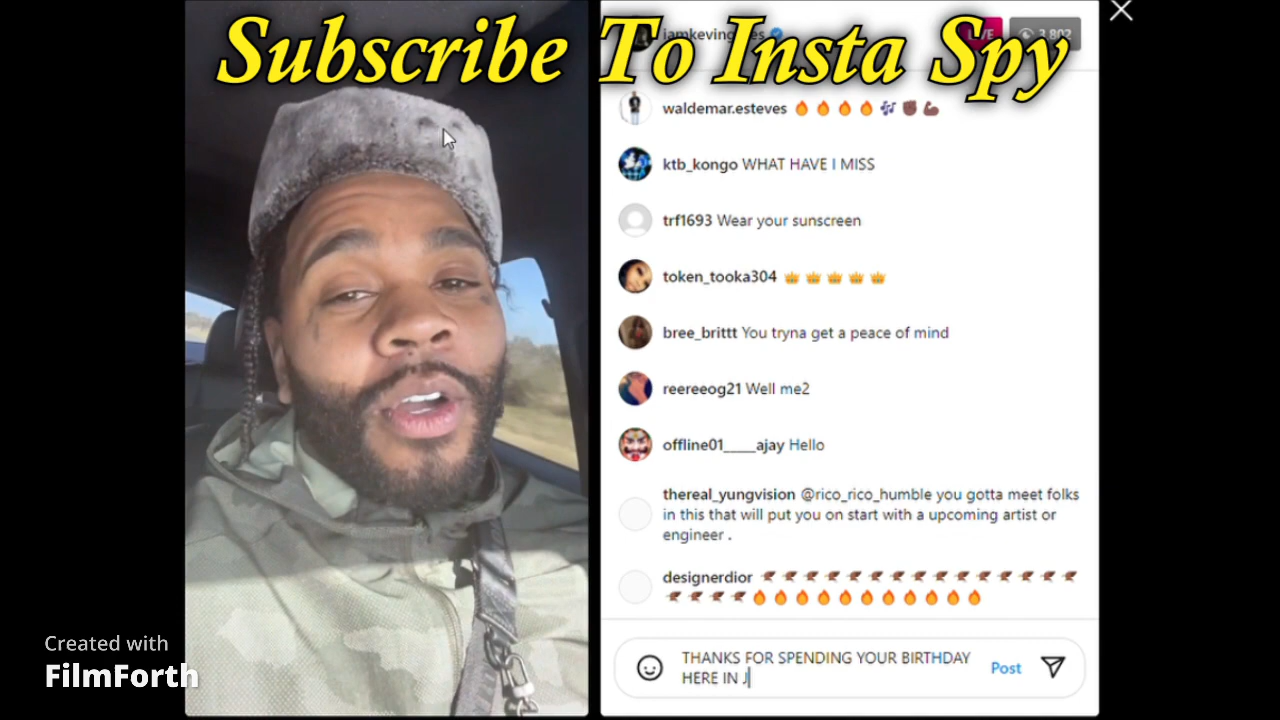 Subscribe To Insta Spy
waldemar.esteves
ktb_kongo WHAT HAVE I MISS
trf1693 Wear your sunscreen
token_tooka304
bree_brittt You tryna get a peace of mind
reereeog21 Well me2
offline01____ajay Hello
thereal_yungvision @rico_rico_humble you gotta meet folks
in this that will put you on start with a upcoming artist or
engineer .
designerdior
THANKS FOR SPENDING YOUR BIRTHDAY
HERE IN J
Post
Created with
FilmForth